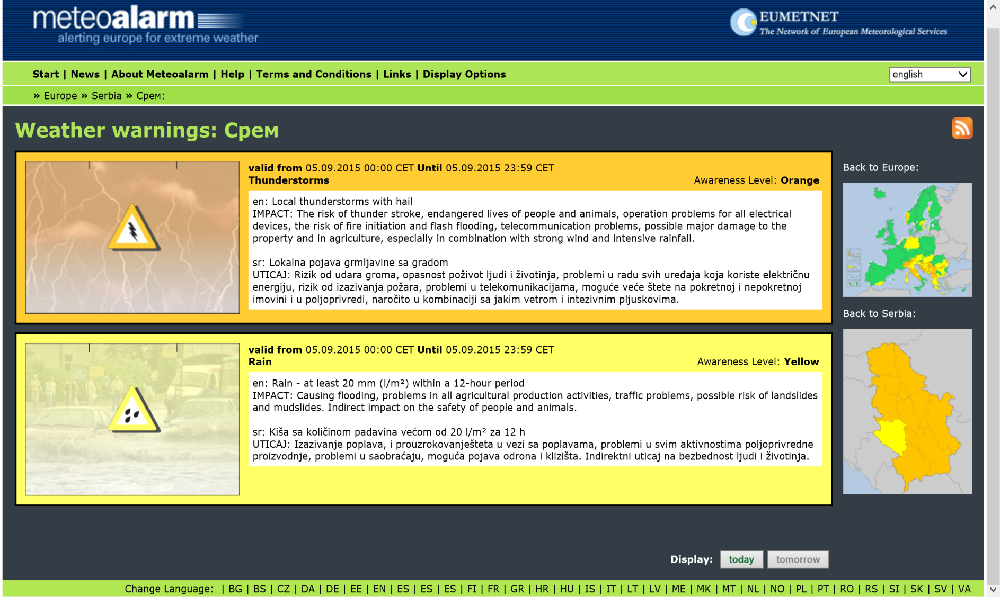 meteoalarm
alerting europe for extreme weather
EUMETNET
The Network of European Meteorological Services
Start | News | About Meteoalarm | Help | Terms and Conditions | Links | Display Options
english
» Europe » Serbia » Срем:
Weather warnings: Срем
valid from 05.09.2015 00:00 CET Until 05.09.2015 23:59 CET
Thunderstorms Awareness Level: Orange
en: Local thunderstorms with hail
IMPACT: The risk of thunder stroke, endangered lives of people and animals, operation problems for all electrical
devices, the risk of fire initiation and flash flooding, telecommunication problems, possible major damage to the
property and in agriculture, especially in combination with strong wind and intensive rainfall.
sr: Lokalna pojava grmljavine sa gradom
UTICAJ: Rizik od udara groma, opasnost poživot ljudi i životinja, problemi u radu svih uređaja koja koriste električnu
energiju, rizik od izazivanja požara, problemi u telekomunikacijama, moguće veće štete na pokretnoj i nepokretnoj
imovini i u poljoprivredi, naročito u kombinaciji sa jakim vetrom i intezivnim pljuskovima.
Back to Europe:
Back to Serbia:
valid from 05.09.2015 00:00 CET Until 05.09.2015 23:59 CET
Rain Awareness Level: Yellow
en: Rain - at least 20 mm (l/m²) within a 12-hour period
IMPACT: Causing flooding, problems in all agricultural production activities, traffic problems, possible risk of landslides
and mudslides. Indirect impact on the safety of people and animals.
sr: Kiša sa količinom padavina većom od 20 l/m² za 12 h
UTICAJ: Izazivanje poplava, i prouzrokovanješteta u vezi sa poplavama, problemi u svim aktivnostima poljoprivredne
proizvodnje, problemi u saobraćaju, moguća pojava odrona i klizišta. Indirektni uticaj na bezbednost ljudi i životinja.
Display: today tomorrow
Change Language: | BG | BS | CZ | DA | DE | EE | EN | ES | ES | ES | FI | FR | GR | HR | HU | IS | IT | LT | LV | ME | MK | MT | NL | NO | PL | PT | RO | RS | SI | SK | SV | VA